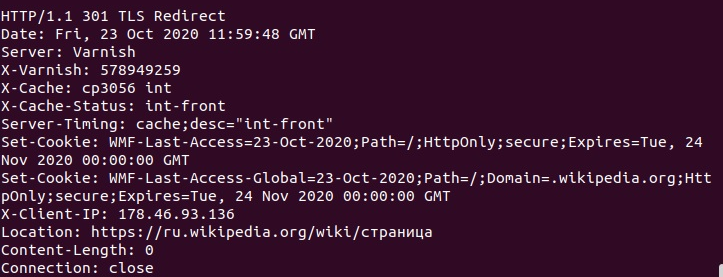 HTTP/1.1 301 TLS Redirect
Date: Fri, 23 Oct 2020 11:59:48 GMT
Server: Varnish
X-Varnish: 578949259
X-Cache: cp3056 int
X-Cache-Status: int-front
Server-Timing: cache;desc="int-front"
Set-Cookie: WMF-Last-Access=23-Oct-2020;Path=/;HttpOnly;secure;Expires=Tue, 24
Nov 2020 00:00:00 GMT
Set-Cookie: WMF-Last-Access-Global=23-Oct-2020;Path=/;Domain=.wikipedia.org;Htt
pOnly;secure;Expires=Tue, 24 Nov 2020 00:00:00 GMT
X-Client-IP: 178.46.93.136
Location: https://ru.wikipedia.org/wiki/страница
Content-Length: 0
Connection: close